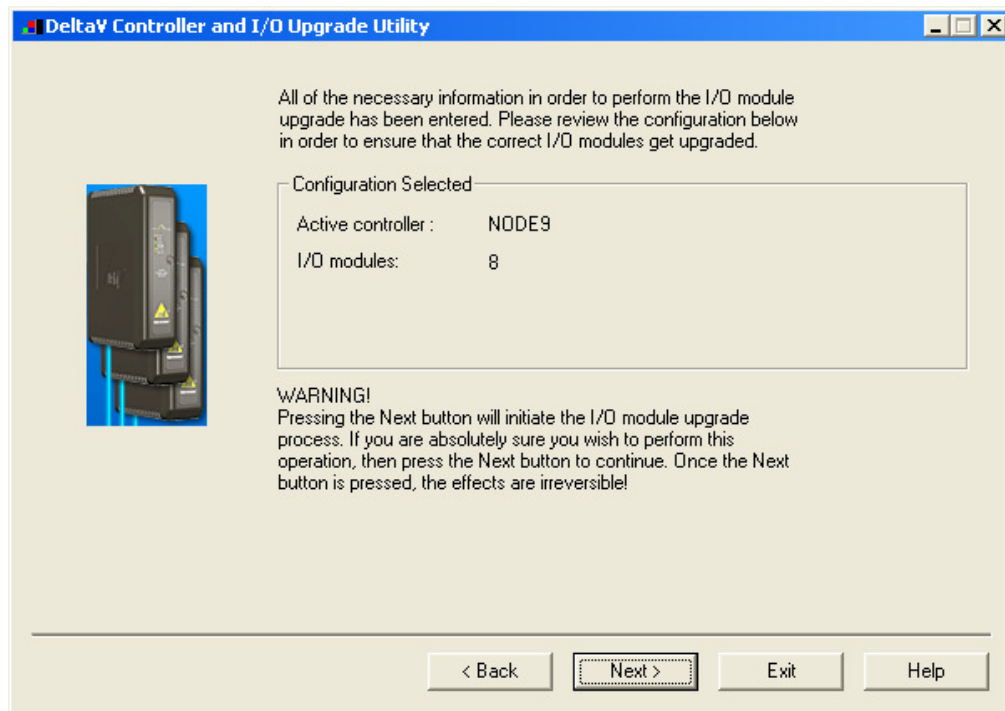 DeltaV Controller and I/O Upgrade Utility
All of the necessary information in order to perform the I/O module
upgrade has been entered. Please review the configuration below
in order to ensure that the correct I/O modules get upgraded.
Configuration Selected
Active controller : NODE9
I/O modules: 8
WARNING!
Pressing the Next button will initiate the I/O module upgrade
process. If you are absolutely sure you wish to perform this
operation, then press the Next button to continue. Once the Next
button is pressed, the effects are irreversible!
< Back Next > Exit Help